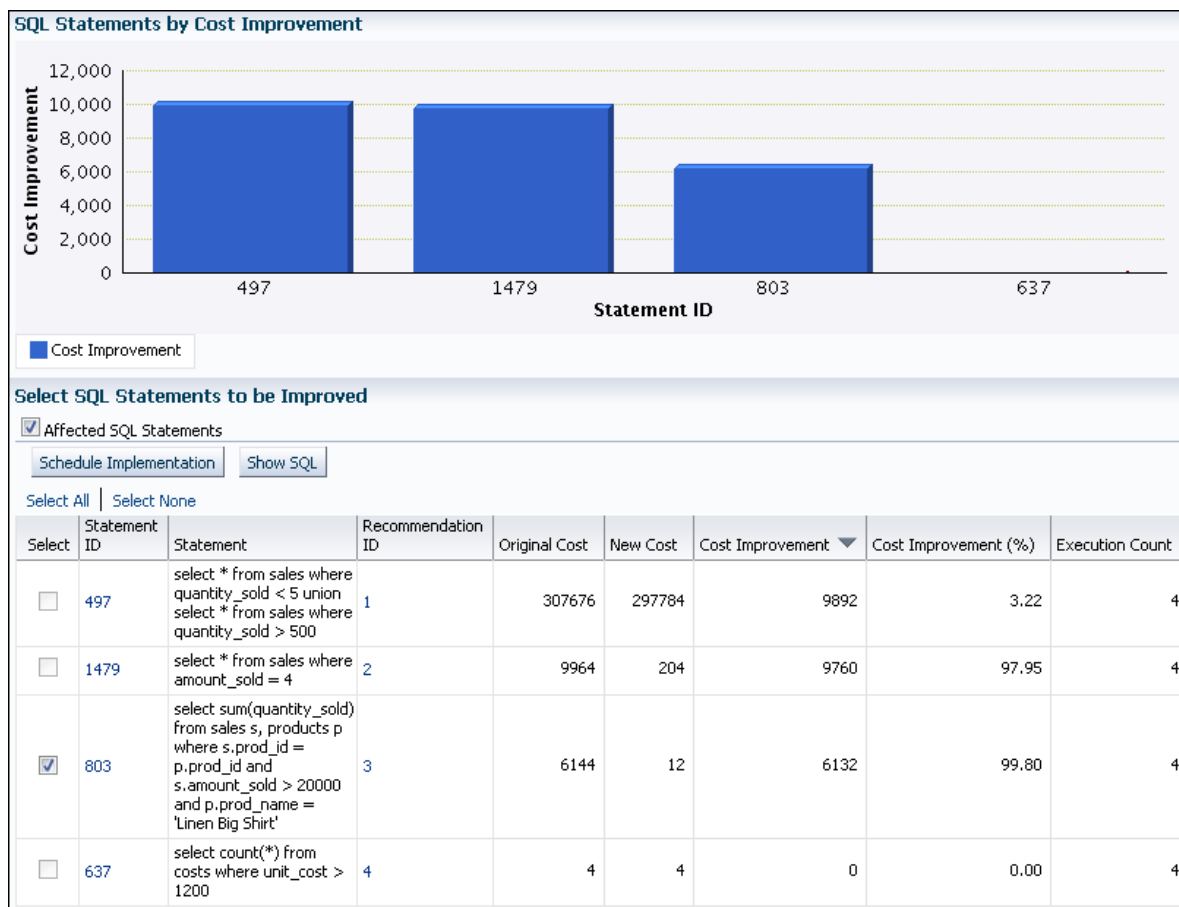 SQL Statements by Cost Improvement
12,000
10,000
8,000
6,000
4,000
2,000
0
Cost Improvement
497 1479 803 637
Statement ID
Cost Improvement
Select SQL Statements to be Improved
Affected SQL Statements
Schedule Implementation Show SQL
Select All | Select None
Select Statement ID Statement Recommendation ID Original Cost New Cost Cost Improvement Cost Improvement (%) Execution Count
497
select * from sales where
quantity_sold < 5 union
select * from sales where
quantity_sold > 500
1 307676 297784 9892 3.22 4
1479
select * from sales where
amount_sold = 4
2 9964 204 9760 97.95 4
803
select sum(quantity_sold)
from sales s, products p
where s.prod_id =
p.prod_id and
s.amount_sold > 20000
and p.prod_name =
'Linen Big Shirt'
3 6144 12 6132 99.80 4
637
select count(*) from
costs where unit_cost >
1200
4 4 4 0 0.00 4